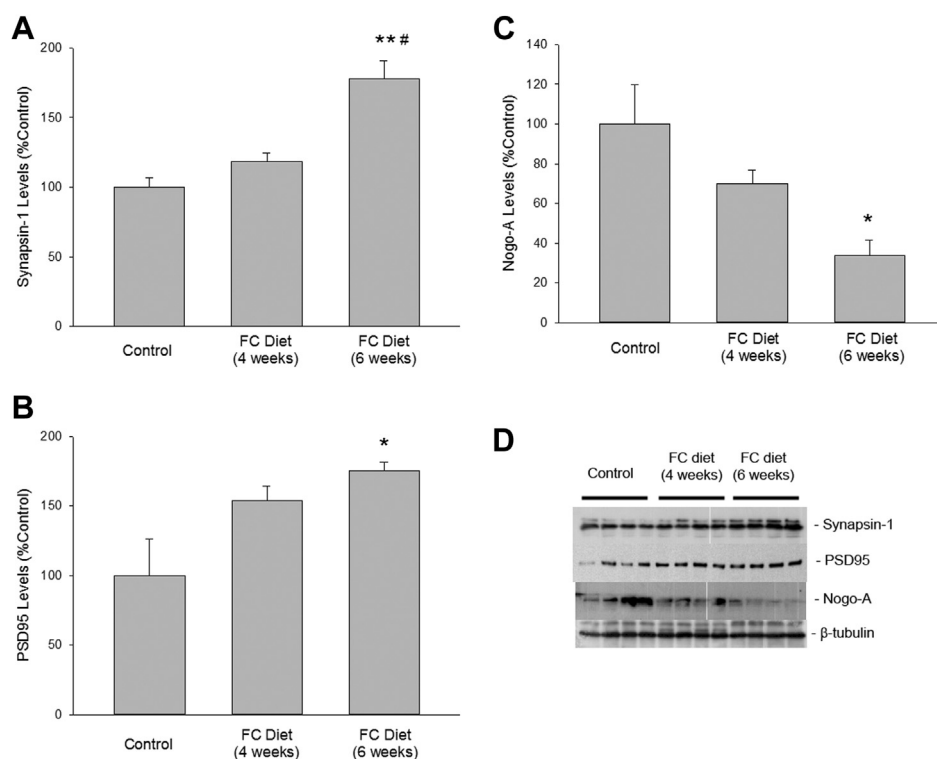 A
Synapsin-1 Levels (%Control)
200
150
100
50
0
** #
Control
FC Diet
(4 weeks)
FC Diet
(6 weeks)
C
Nogo-A Levels (%Control)
140
120
100
80
60
40
20
0
*
Control
FC Diet
(4 weeks)
FC Diet
(6 weeks)
B
PSD95 Levels (%Control)
200
150
100
50
0
*
Control
FC Diet
(4 weeks)
FC Diet
(6 weeks)
D
Control
FC diet
(4 weeks)
FC diet
(6 weeks)
- Synapsin-1
- PSD95
- Nogo-A
- β-tubulin